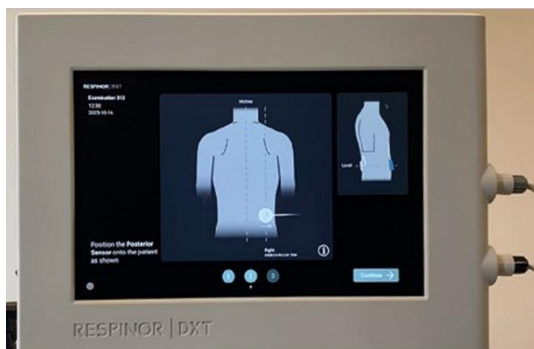 RESPINOR | DXT
Examination 312
12:30
2023-10-16
Midline
Level
Position the Posterior
Sensor onto the patient
as shown
Right
1 2 3
Continue
RESPINOR | DXT